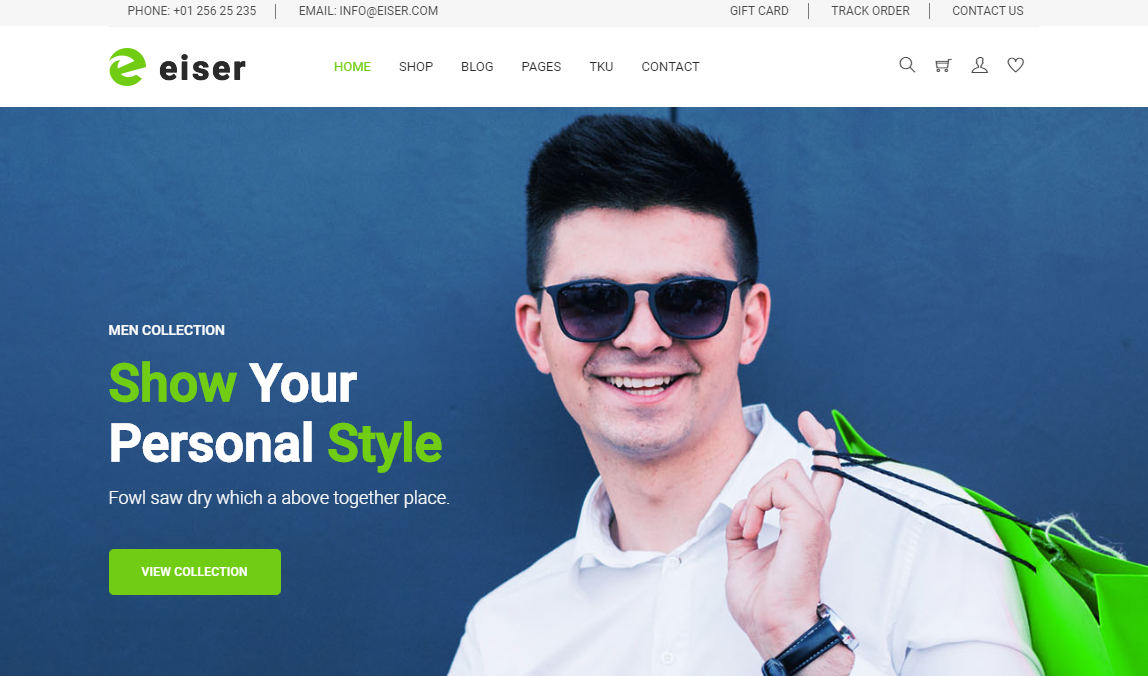 PHONE: +01 256 25 235
EMAIL: INFO@EISER.COM
GIFT CARD
TRACK ORDER
CONTACT US
eiser
HOME
SHOP
BLOG
PAGES
TKU
CONTACT
MEN COLLECTION
Show Your
Personal Style
Fowl saw dry which a above together place.
VIEW COLLECTION